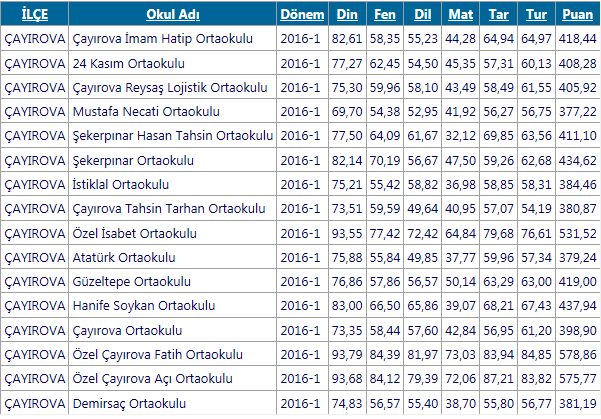 İLÇE Okul Adı Dönem Din Fen Dil Mat Tar Tur Puan
ÇAYIROVA Çayırova İmam Hatip Ortaokulu 2016-1 82,61 58,35 55,23 44,28 64,94 64,97 418,44
ÇAYIROVA 24 Kasım Ortaokulu 2016-1 77,27 62,45 54,50 45,35 57,31 60,13 408,28
ÇAYIROVA Çayırova Reysaş Lojistik Ortaokulu 2016-1 75,30 59,96 58,10 43,49 58,49 61,55 405,92
ÇAYIROVA Mustafa Necati Ortaokulu 2016-1 69,70 54,38 52,95 41,92 56,27 56,75 377,22
ÇAYIROVA Şekerpınar Hasan Tahsin Ortaokulu 2016-1 77,50 64,09 61,67 32,12 69,85 63,56 411,10
ÇAYIROVA Şekerpınar Ortaokulu 2016-1 82,14 70,19 56,67 47,50 59,26 62,68 434,62
ÇAYIROVA İstiklal Ortaokulu 2016-1 75,21 55,42 58,82 36,98 58,85 58,31 384,46
ÇAYIROVA Çayırova Tahsin Tarhan Ortaokulu 2016-1 73,51 59,59 49,64 40,95 57,07 54,19 380,87
ÇAYIROVA Özel İsabet Ortaokulu 2016-1 93,55 77,42 72,42 64,84 79,68 76,61 531,52
ÇAYIROVA Atatürk Ortaokulu 2016-1 75,88 55,84 49,85 37,77 59,96 57,34 379,24
ÇAYIROVA Güzeltepe Ortaokulu 2016-1 76,86 57,86 56,57 50,14 63,29 63,00 419,00
ÇAYIROVA Hanife Soykan Ortaokulu 2016-1 83,00 66,50 65,86 39,07 68,21 67,43 437,94
ÇAYIROVA Çayırova Ortaokulu 2016-1 73,35 58,44 57,60 42,84 56,95 61,20 398,90
ÇAYIROVA Özel Çayırova Fatih Ortaokulu 2016-1 93,79 84,39 81,97 73,03 83,94 84,85 578,86
ÇAYIROVA Özel Çayırova Açı Ortaokulu 2016-1 93,68 84,12 79,39 72,06 87,21 83,82 575,77
ÇAYIROVA Demirsaç Ortaokulu 2016-1 74,83 56,57 55,40 38,70 55,80 56,77 381,19